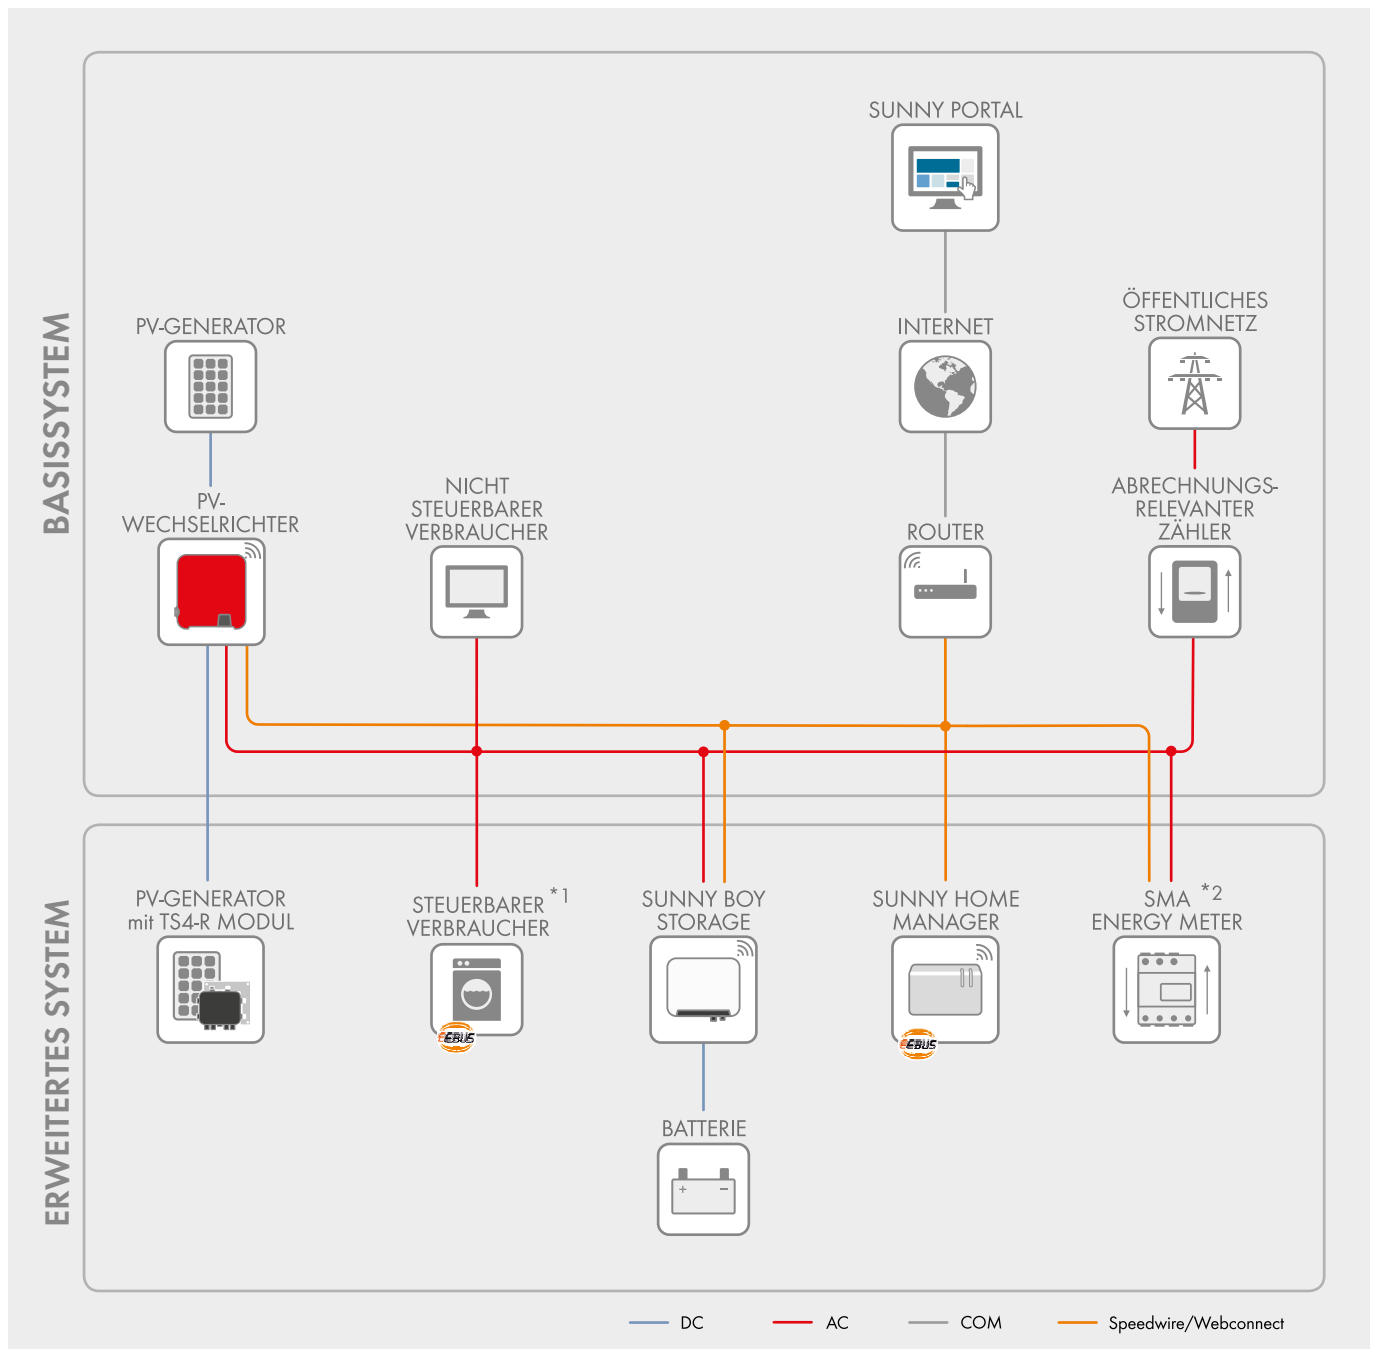 BASISSYSTEM
SUNNY PORTAL
PV-GENERATOR
INTERNET
ÖFFENTLICHES
STROMNETZ
PV-
WECHSELRICHTER
NICHT
STEUERBARER
VERBRAUCHER
ROUTER
ABRECHNUNGS-
RELEVANTER
ZÄHLER
ERWEITERTES SYSTEM
PV-GENERATOR
mit TS4-R MODUL
STEUERBARER *1
VERBRAUCHER
EEBUS
SUNNY BOY
STORAGE
SUNNY HOME
MANAGER
EEBUS
SMA *2
ENERGY METER
BATTERIE
+ −
DC
AC
COM
Speedwire/Webconnect